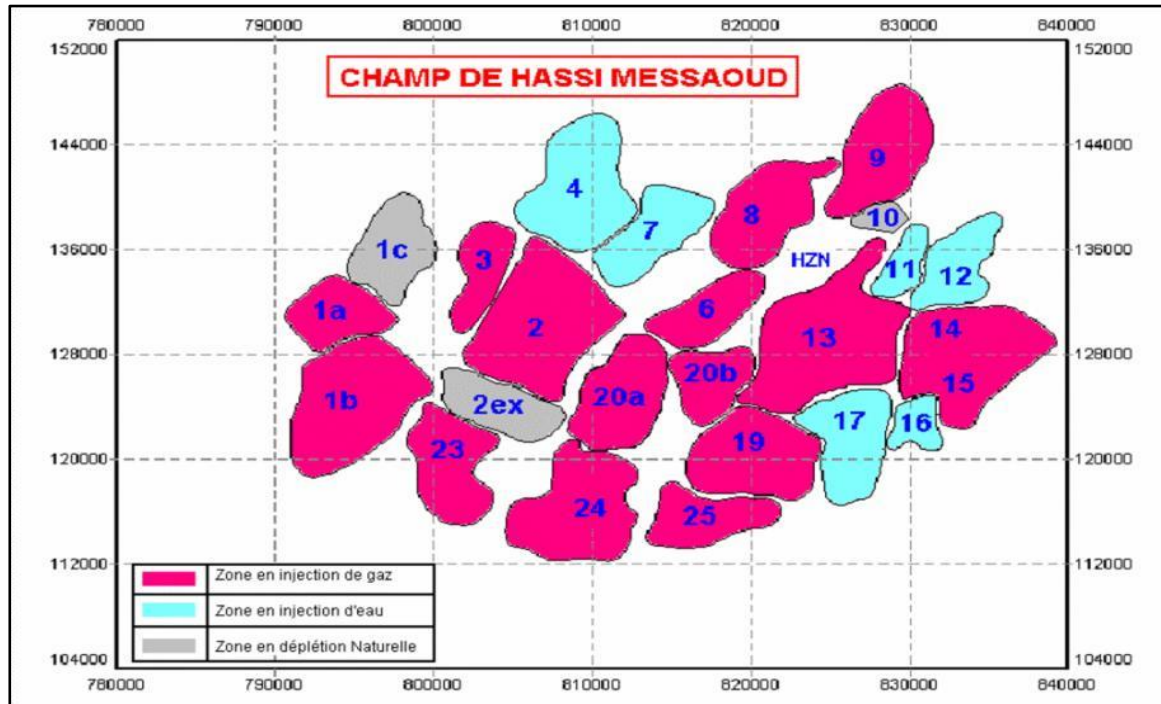 780000 790000 800000 810000 820000 830000 840000
152000 152000
CHAMP DE HASSI MESSAOUD
144000 144000
9
4
8
7
10
136000 136000
1c
3
HZN
11
12
1a
6
2
13
14
128000 128000
20b
15
1b
2ex
20a
17
16
23
19
120000 120000
24
25
112000 112000
Zone en injection de gaz
Zone en injection d'eau
Zone en déplétion Naturelle
104000 104000
780000 790000 800000 810000 820000 830000 840000